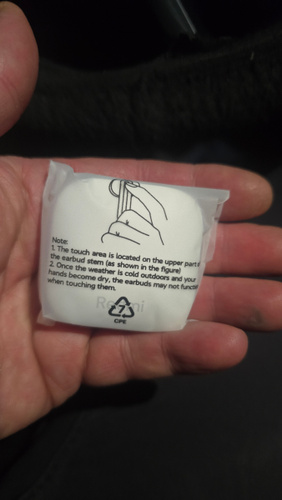 Note:
1. The touch area is located on the upper part of
the earbud stem (as shown in the figure)
2. Once the weather is cold outdoors and your
hands become dry, the earbuds may not function
when touching them.
Redmi
7
CPE